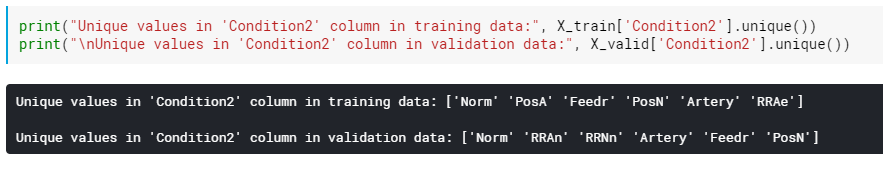 print("Unique values in 'Condition2' column in training data:", X_train['Condition2'].unique())
print("\nUnique values in 'Condition2' column in validation data:", X_valid['Condition2'].unique())
Unique values in 'Condition2' column in training data: ['Norm' 'PosA' 'Feedr' 'PosN' 'Artery' 'RRAe']
Unique values in 'Condition2' column in validation data: ['Norm' 'RRAn' 'RRNn' 'Artery' 'Feedr' 'PosN']